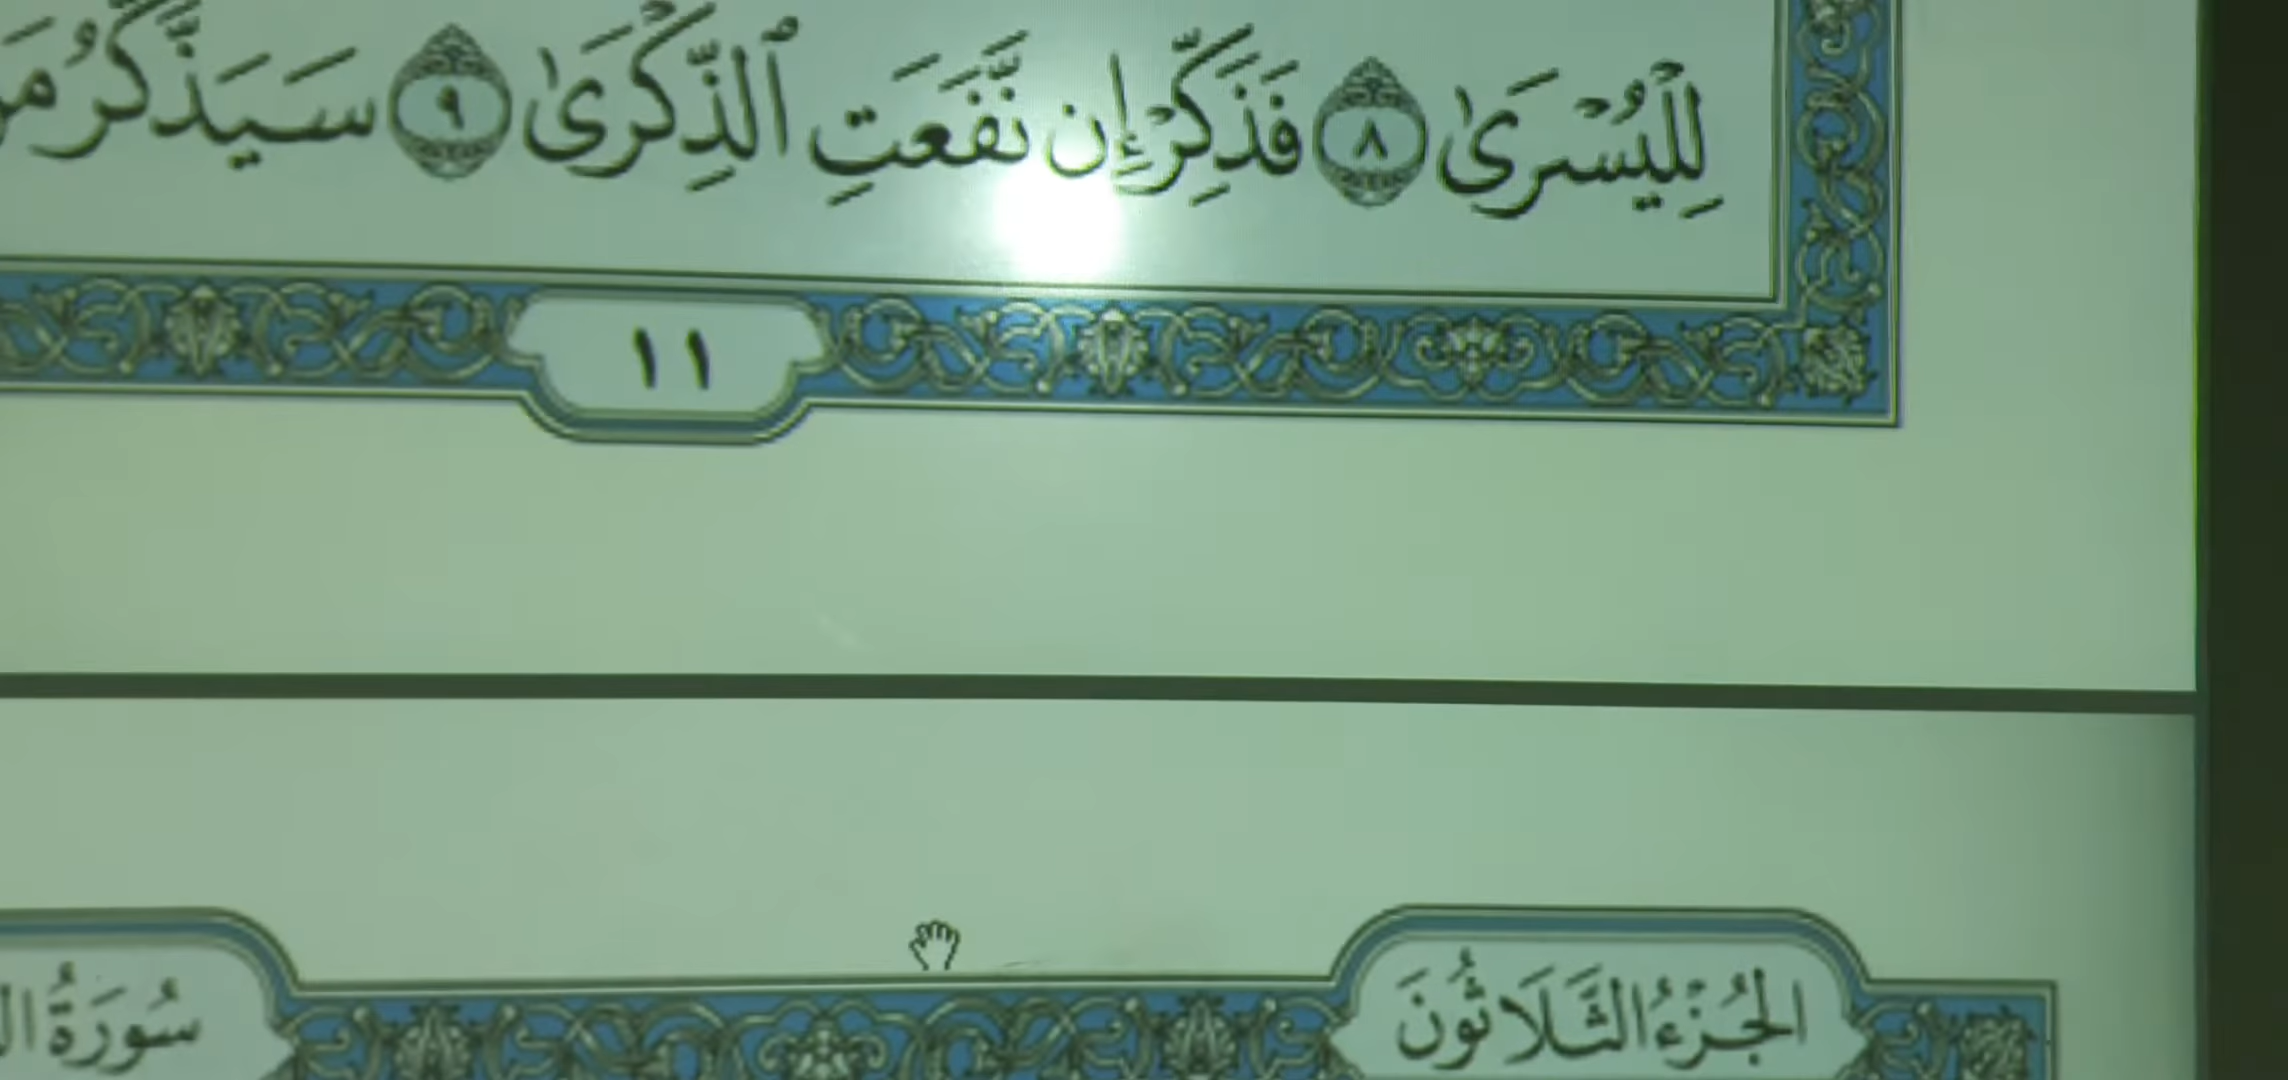 لِلْيُسْرَىٰ ٨ فَذَكِّرْ إِن نَّفَعَتِ ٱلذِّكْرَىٰ ٩ سَيَذَّكَّرُ
١١
الجُزْءُ الثَّلَاثُونَ سُورَةُ